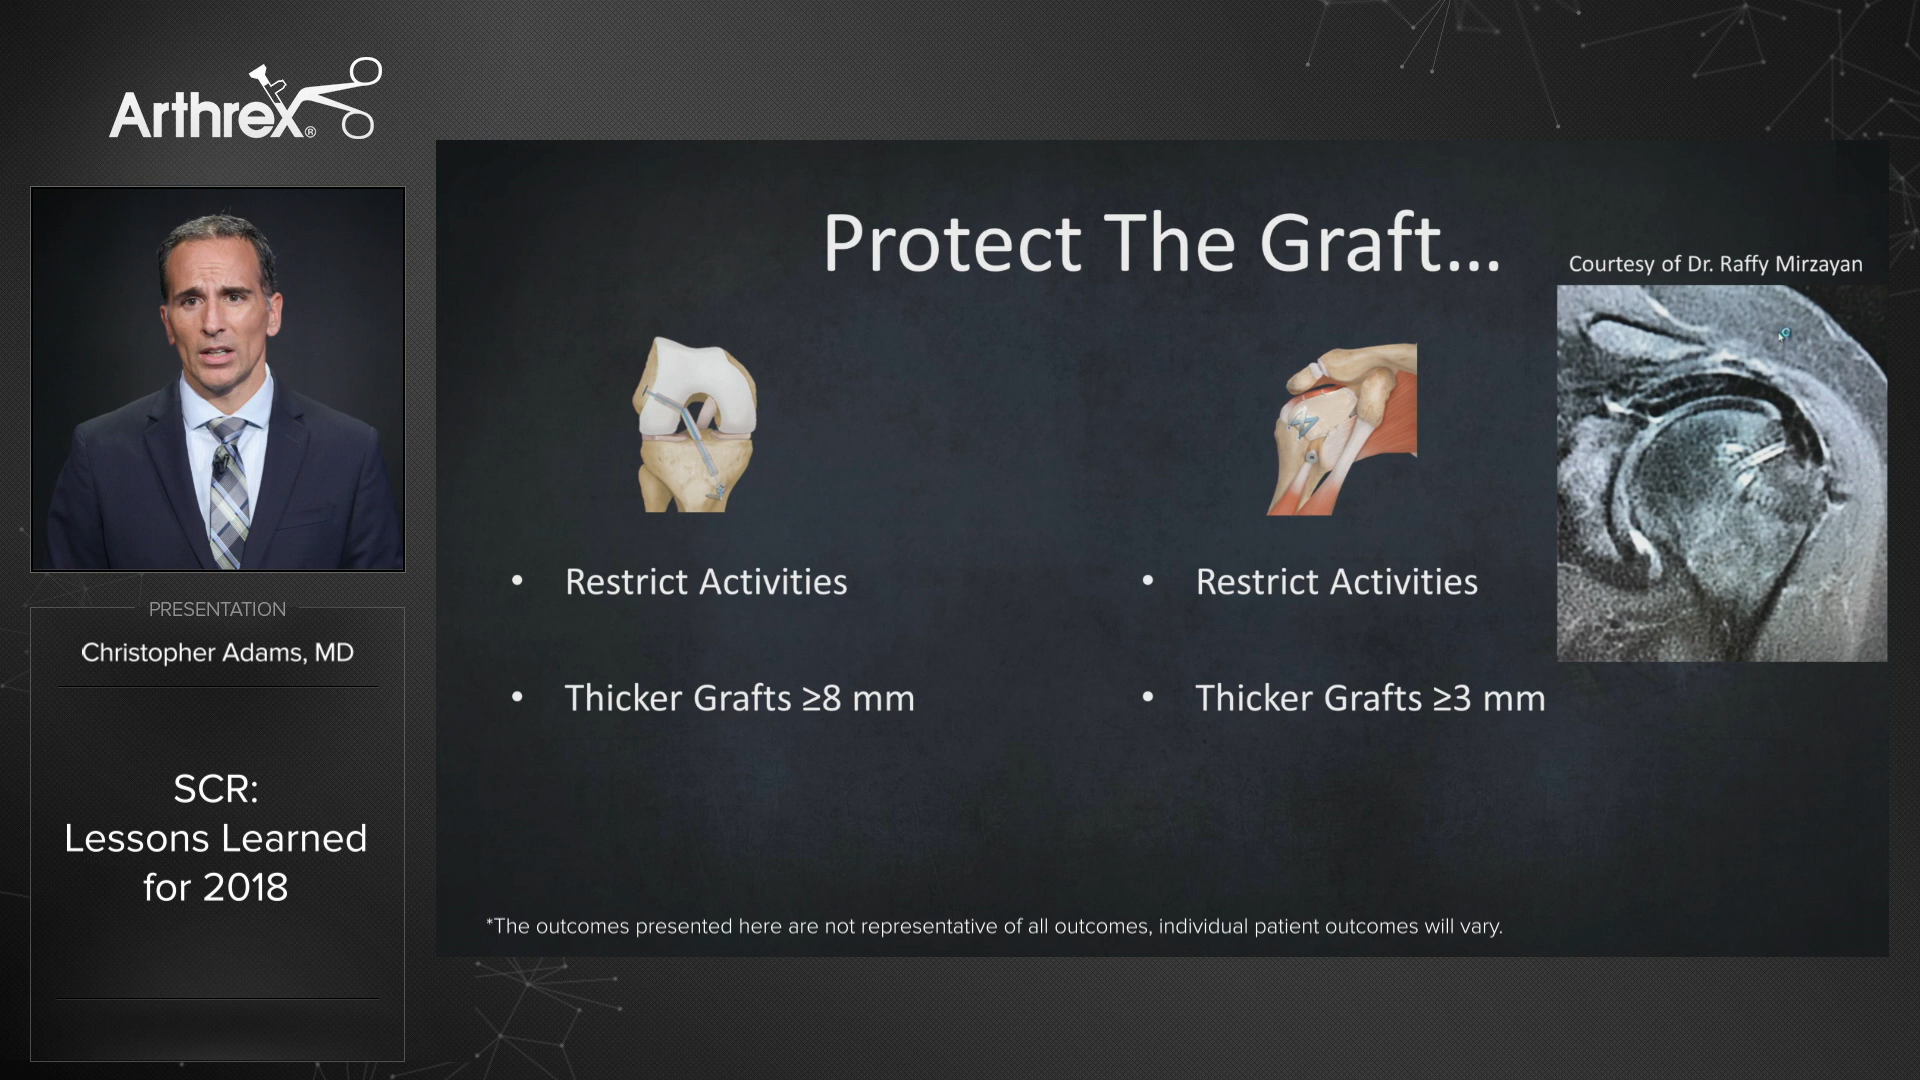 Arthrex®
PRESENTATION
Christopher Adams, MD
SCR:
Lessons Learned
for 2018
Protect The Graft...
Courtesy of Dr. Raffy Mirzayan
• Restrict Activities
• Thicker Grafts ≥8 mm
• Restrict Activities
• Thicker Grafts ≥3 mm
*The outcomes presented here are not representative of all outcomes, individual patient outcomes will vary.